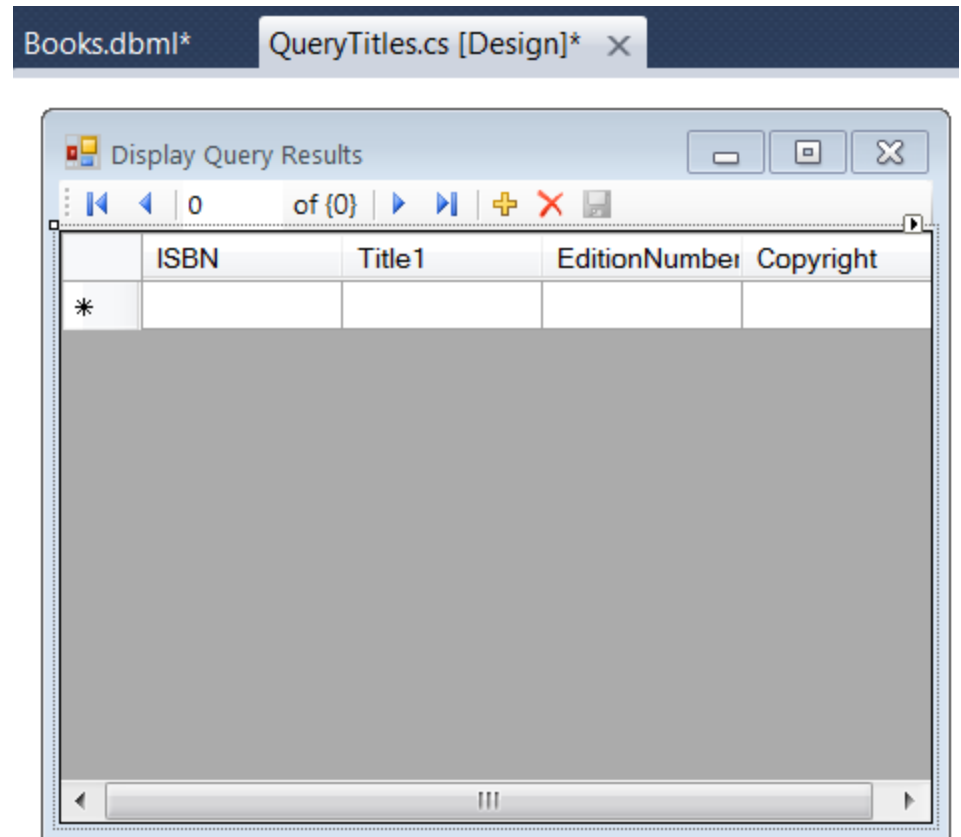 Books.dbml* QueryTitles.cs [Design]*
Display Query Results
0 of {0}
ISBN Title1 EditionNumber Copyright